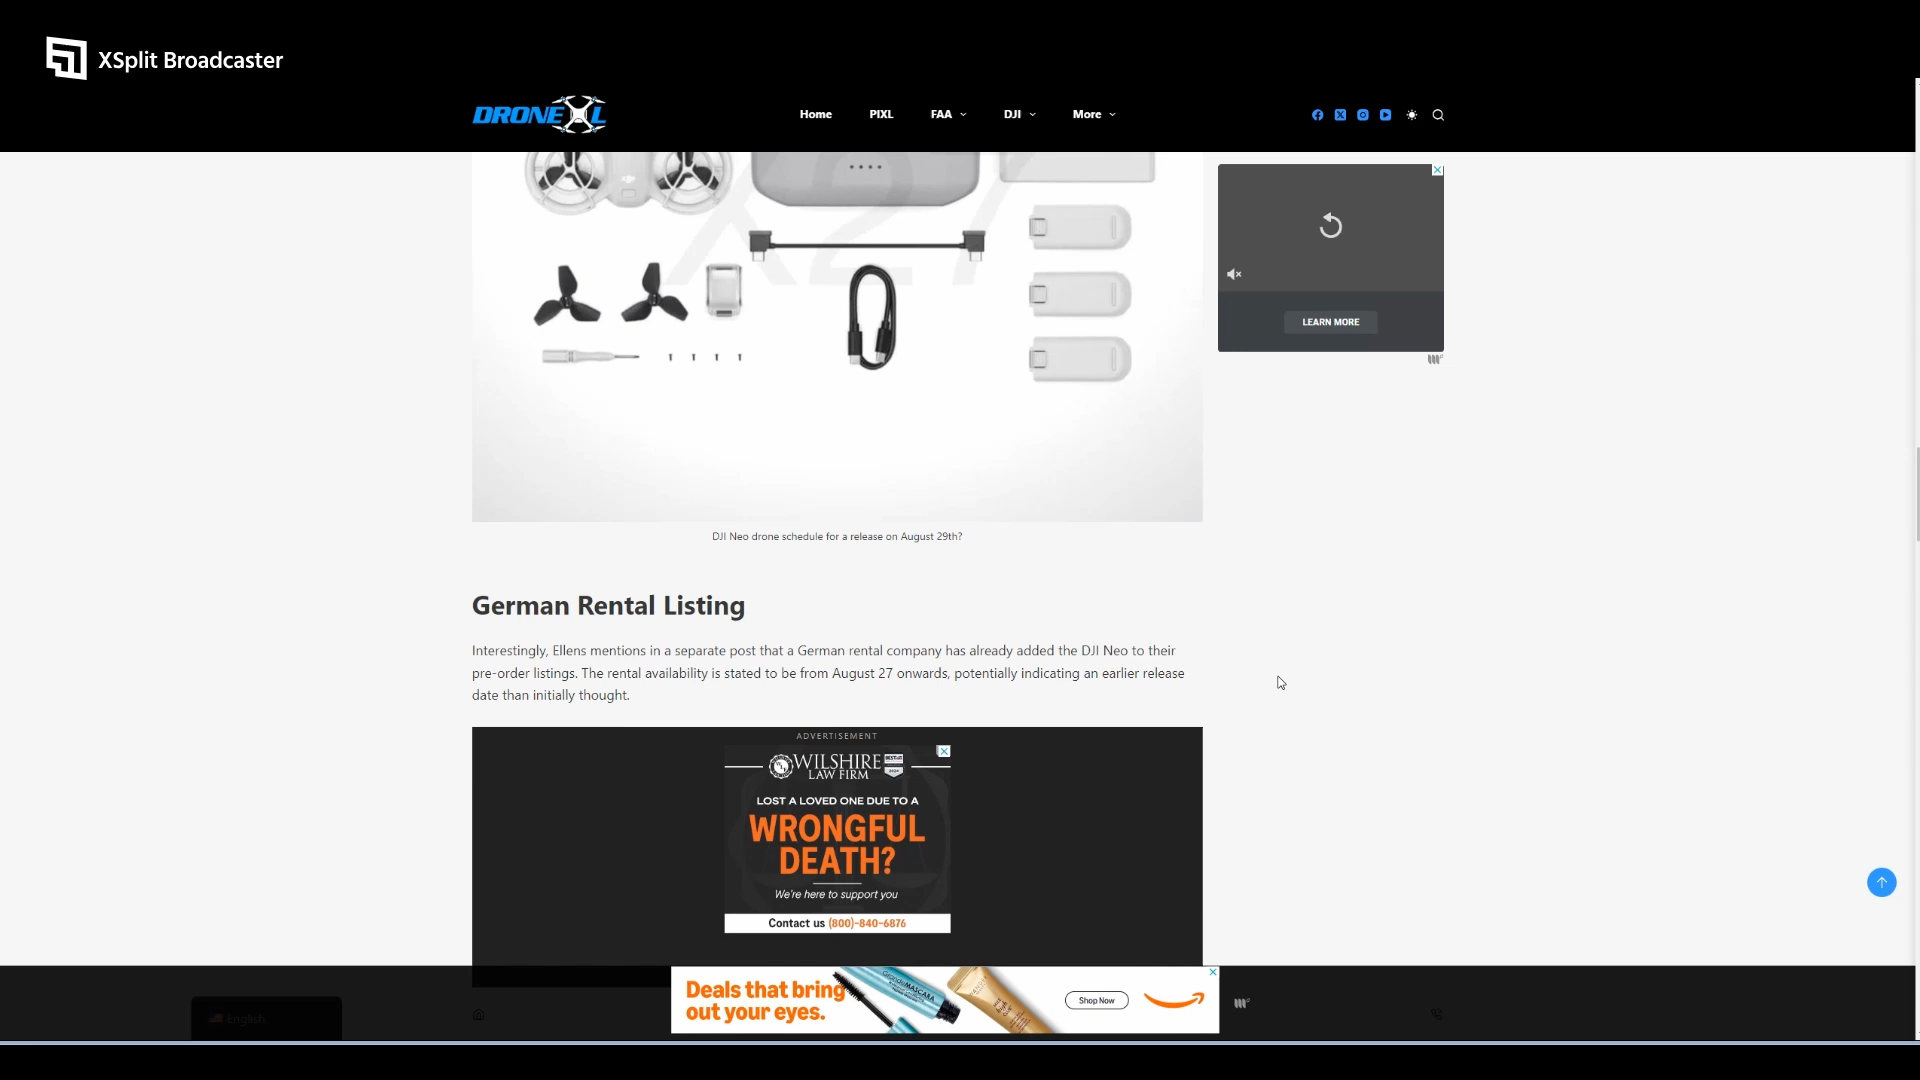 XSplit Broadcaster
DRONEXL
Home PIXL FAA DJI More
X27
LEARN MORE
DJI Neo drone schedule for a release on August 29th?
German Rental Listing
Interestingly, Ellens mentions in a separate post that a German rental company has already added the DJI Neo to their
pre-order listings. The rental availability is stated to be from August 27 onwards, potentially indicating an earlier release
date than initially thought.
ADVERTISEMENT
WILSHIRE
LAW FIRM
LOST A LOVED ONE DUE TO A
WRONGFUL
DEATH?
We're here to support you
Contact us (800)-840-6876
Deals that bring
out your eyes.
Shop Now
English